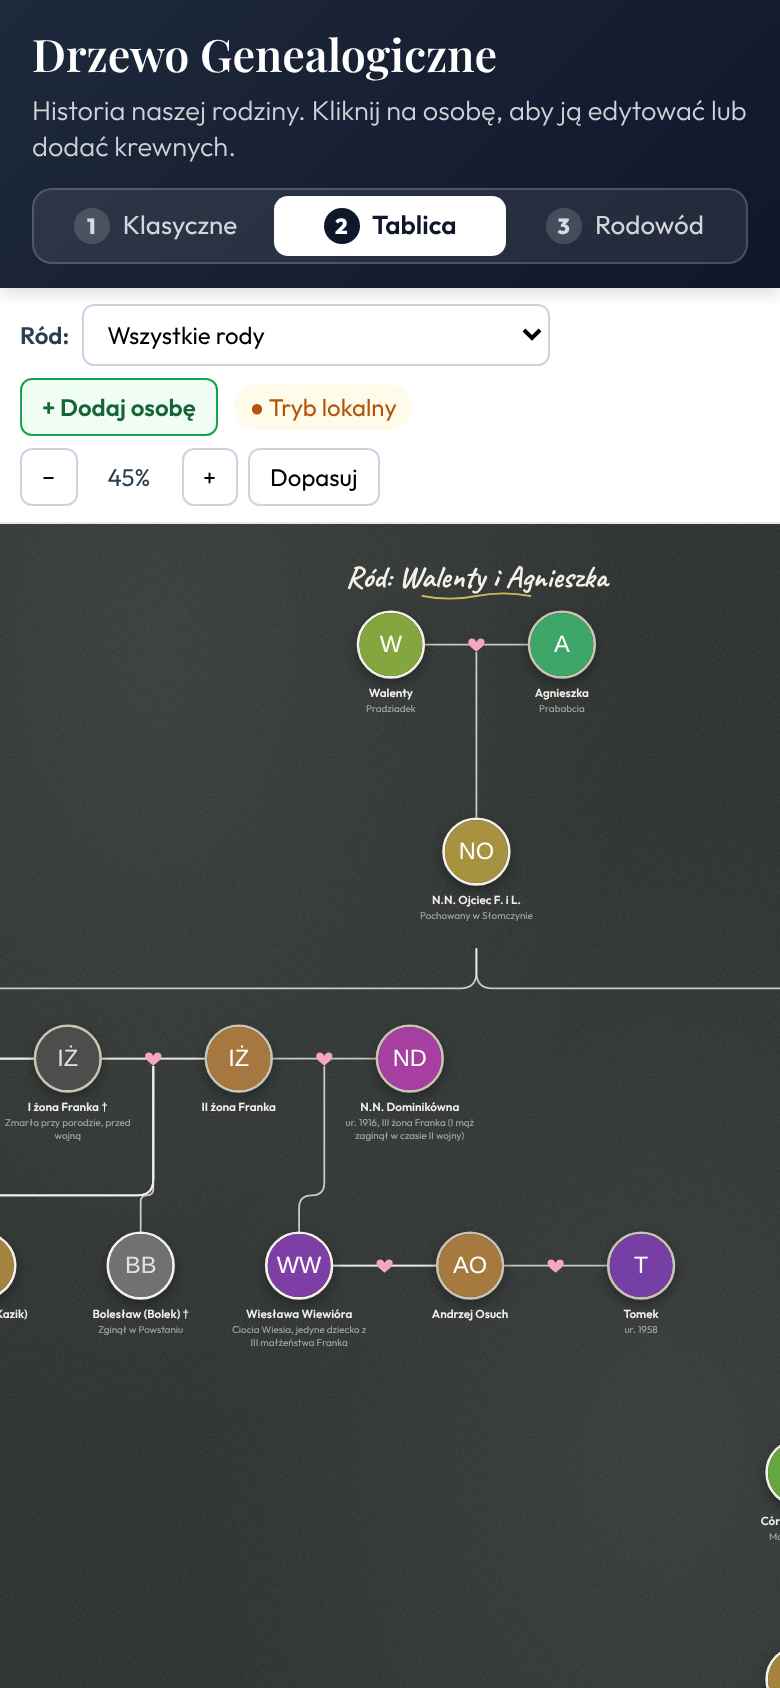 Drzewo Genealogiczne
Historia naszej rodziny. Kliknij na osobę, aby ją edytować lub
dodać krewnych.
1 Klasyczne
2 Tablica
3 Rodowód
Ród: Wszystkie rody
+ Dodaj osobę
● Tryb lokalny
− 45% + Dopasuj
Ród: Walenty i Agnieszka
W
A
Walenty
Pradziadek
Agnieszka
Prababcia
NO
N.N. Ojciec F. i L.
Pochowany w Słomczynie
IŻ
IŻ
ND
I żona Franka †
Zmarła przy porodzie, przed
wojną
II żona Franka
N.N. Dominikówna
ur. 1916, III żona Franka (I mąż
zaginął w czasie II wojny)
BB
WW
AO
T
Kazik)
Bolesław (Bolek) †
Zginął w Powstaniu
Wiesława Wiewióra
Ciocia Wiesia, jedyne dziecko z
III małżeństwa Franka
Andrzej Osuch
Tomek
ur. 1958
Cór